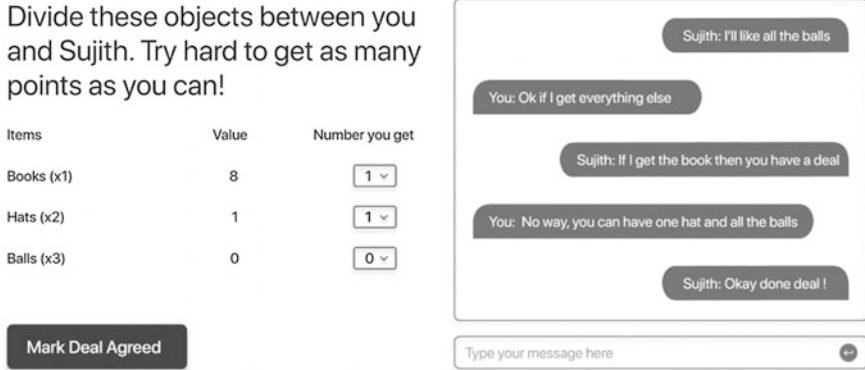 Divide these objects between you
and Sujith. Try hard to get as many
points as you can!
Items Value Number you get
Books (x1) 8 1
Hats (x2) 1 1
Balls (x3) 0 0
Mark Deal Agreed
Sujith: I'll like all the balls
You: Ok if I get everything else
Sujith: If I get the book then you have a deal
You: No way, you can have one hat and all the balls
Sujith: Okay done deal !
Type your message here